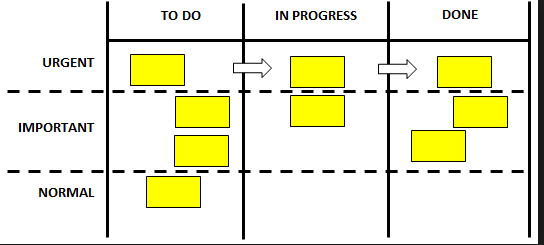 TO DO
IN PROGRESS
DONE
URGENT
IMPORTANT
NORMAL